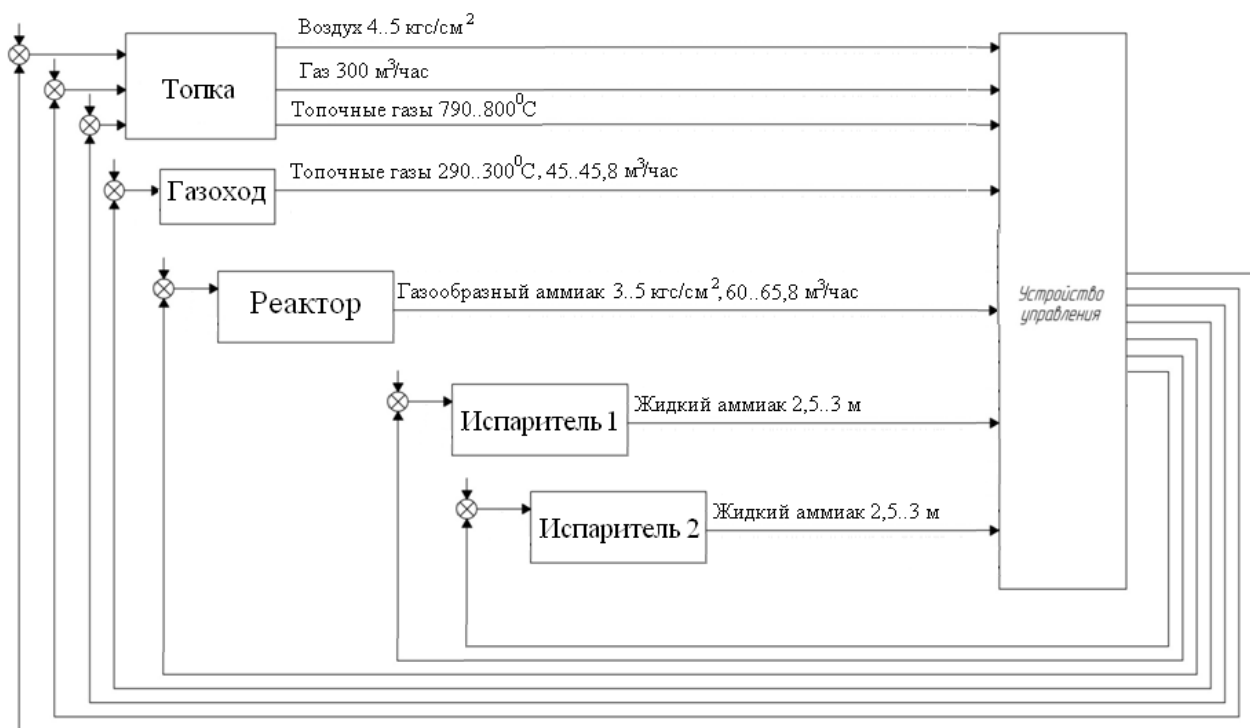 Воздух 4..5 кгс/см²
Топка
Газ 300 м³/час
Топочные газы 790..800⁰С
Газоход
Топочные газы 290..300⁰С, 45..45,8 м³/час
Реактор
Газообразный аммиак 3..5 кгс/см², 60..65,8 м³/час
Устройство
управления
Испаритель 1
Жидкий аммиак 2,5..3 м
Испаритель 2
Жидкий аммиак 2,5..3 м